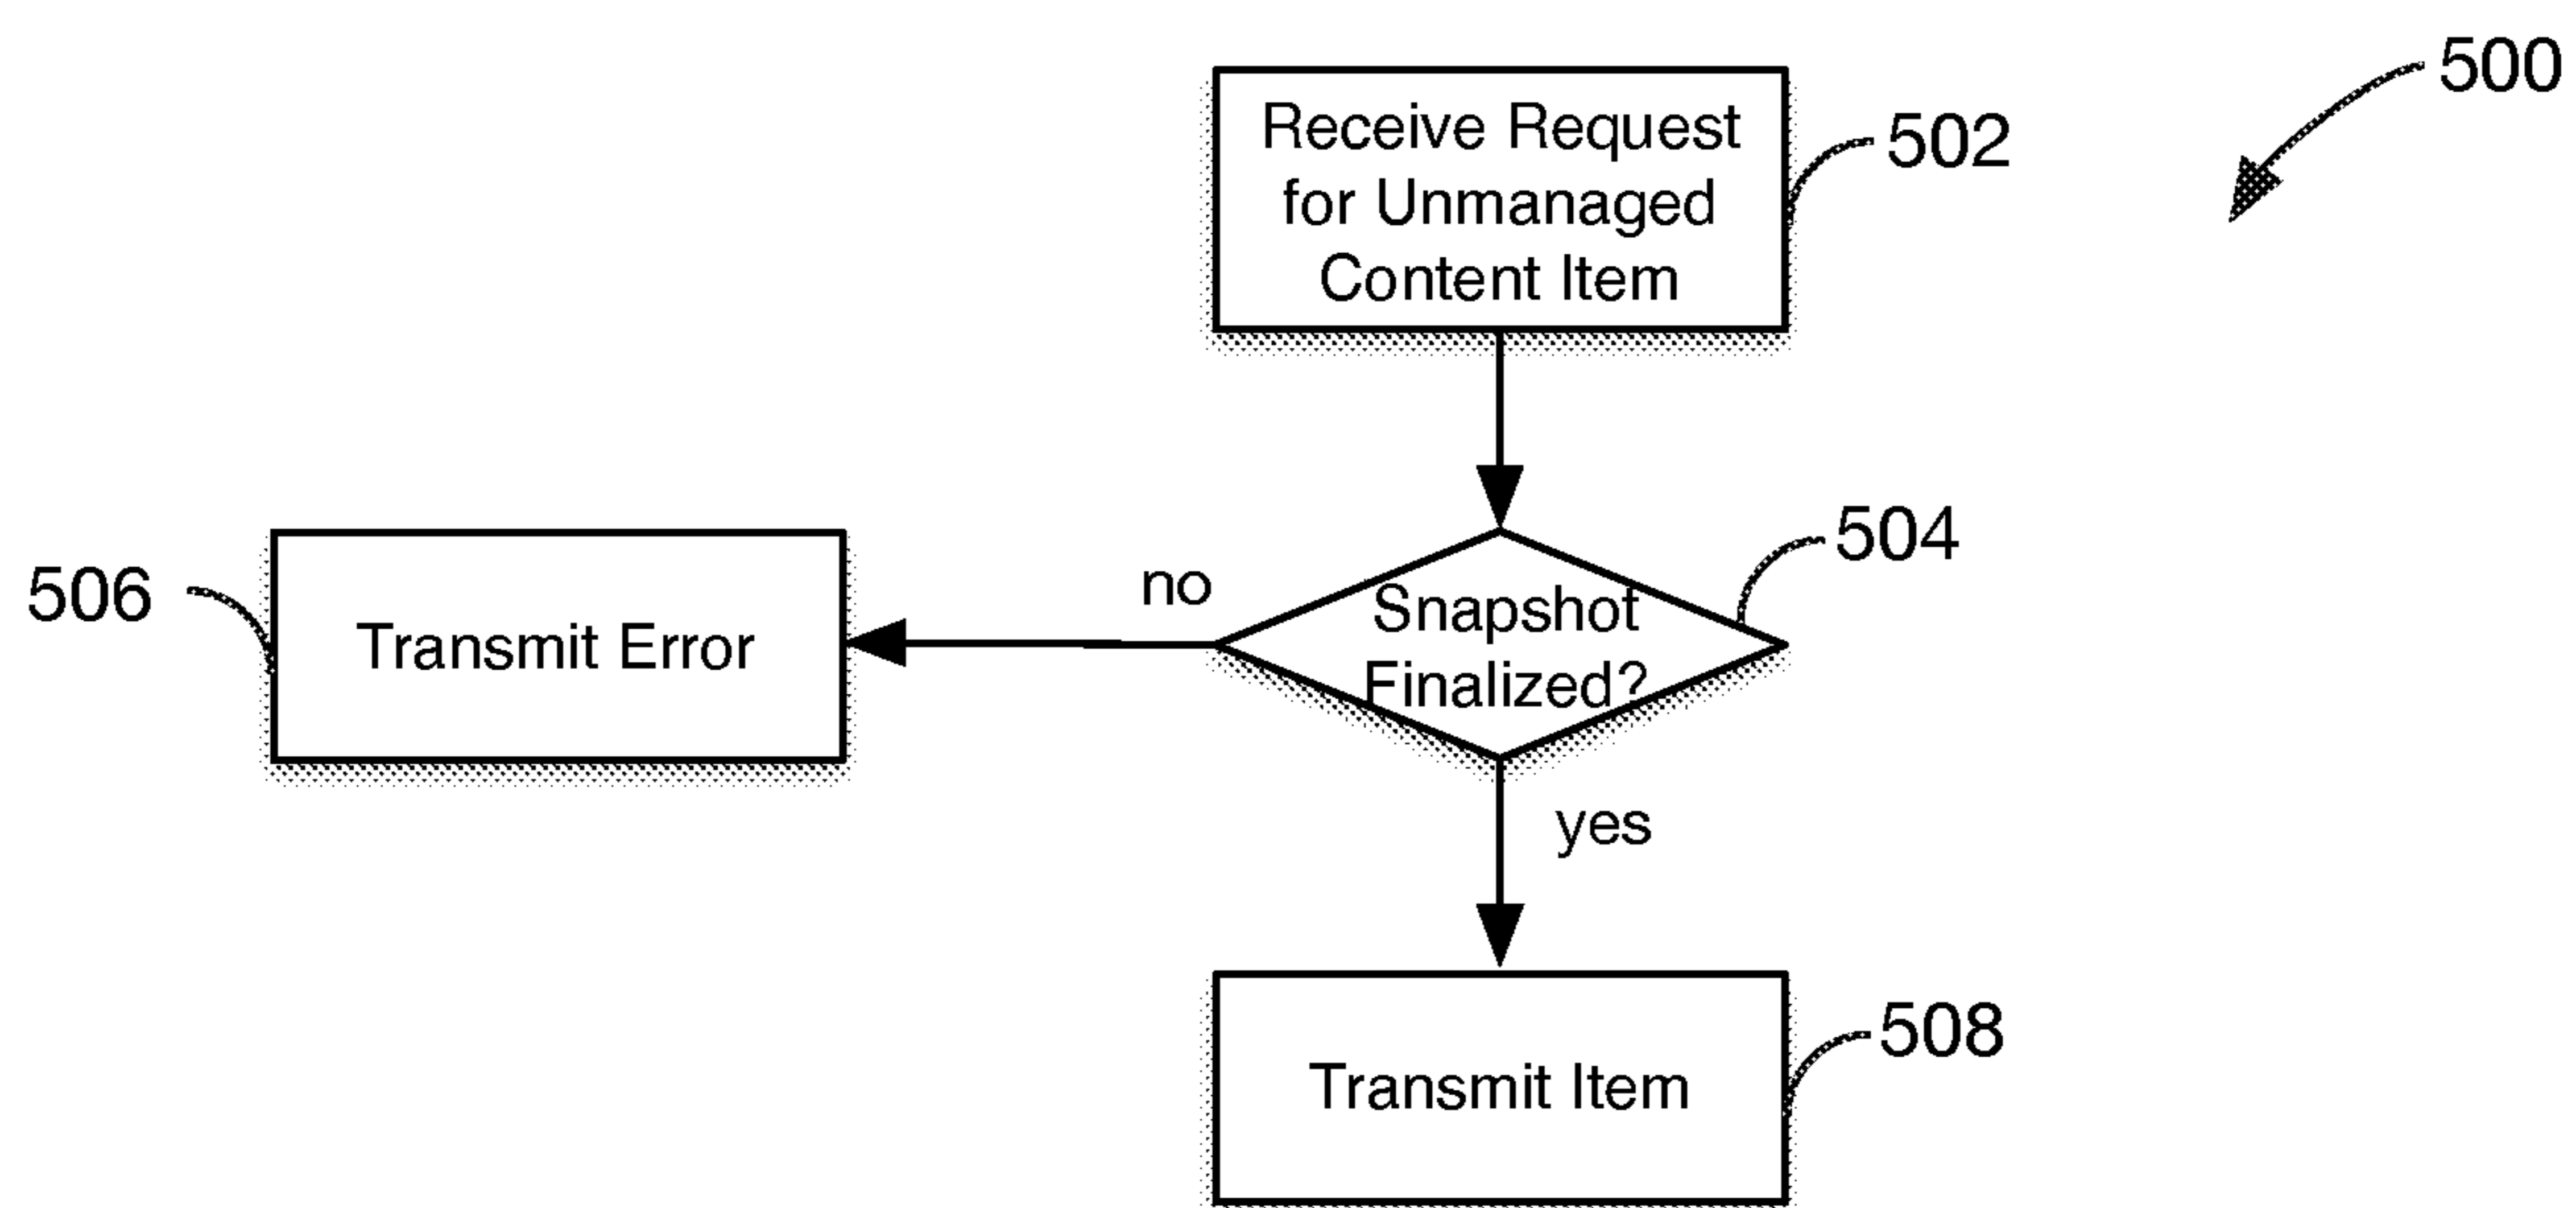 500
Receive Request
for Unmanaged
Content Item
502
504
no
Snapshot
Finalized?
506
Transmit Error
yes
508
Transmit Item